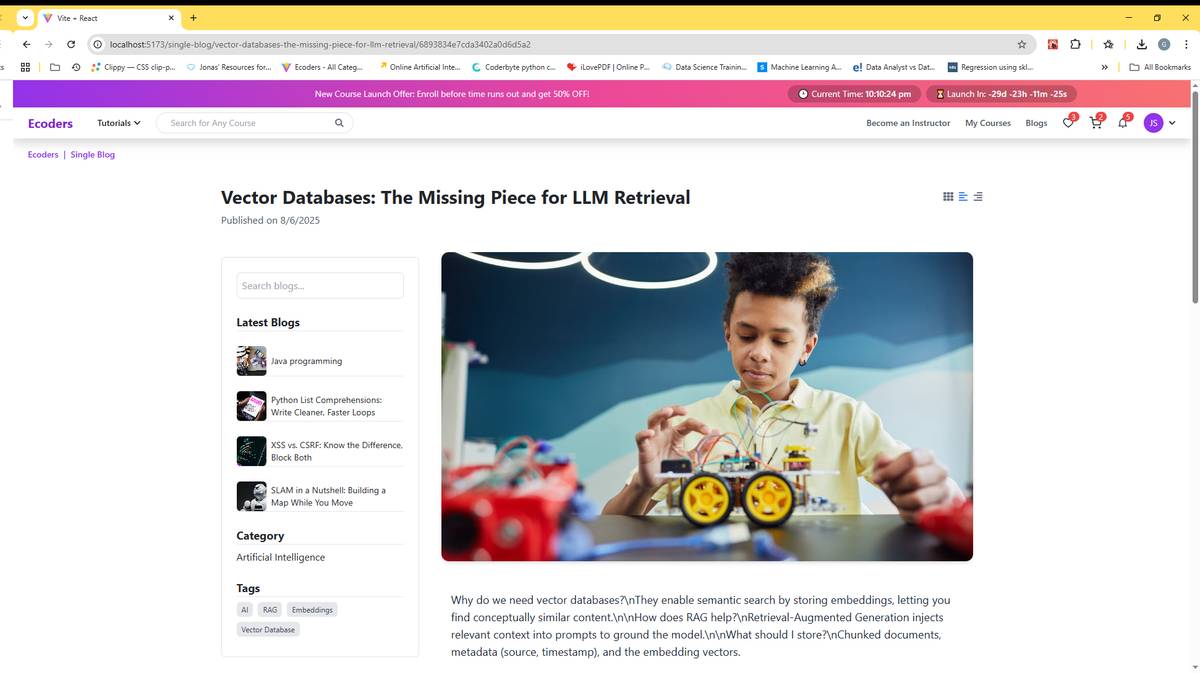 Vite + React
localhost:5173/single-blog/vector-databases-the-missing-piece-for-llm-retrieval/6893834e7cda3402a0d6d5a2
G
Clippy — CSS clip-p...
Jonas' Resources for...
Ecoders - All Categ...
Online Artificial Inte...
Coderbyte python c...
iLovePDF | Online P...
Data Science Training...
Machine Learning A...
Data Analyst vs Dat...
Regression using skl...
All Bookmarks
New Course Launch Offer: Enroll before time runs out and get 50% OFF!
Current Time: 10:10:24 pm
Launch In: -29d -23h -11m -25s
Ecoders
Tutorials
Search for Any Course
Become an Instructor
My Courses
Blogs
3
2
5
JS
Ecoders | Single Blog
Vector Databases: The Missing Piece for LLM Retrieval
Published on 8/6/2025
Search blogs...
Latest Blogs
Java programming
Python List Comprehensions:
Write Cleaner, Faster Loops
XSS vs. CSRF: Know the Difference,
Block Both
SLAM in a Nutshell: Building a
Map While You Move
Category
Artificial Intelligence
Tags
AI
RAG
Embeddings
Vector Database
Why do we need vector databases?\nThey enable semantic search by storing embeddings, letting you
find conceptually similar content.\n\nHow does RAG help?\nRetrieval-Augmented Generation injects
relevant context into prompts to ground the model.\n\nWhat should I store?\nChunked documents,
metadata (source, timestamp), and the embedding vectors.